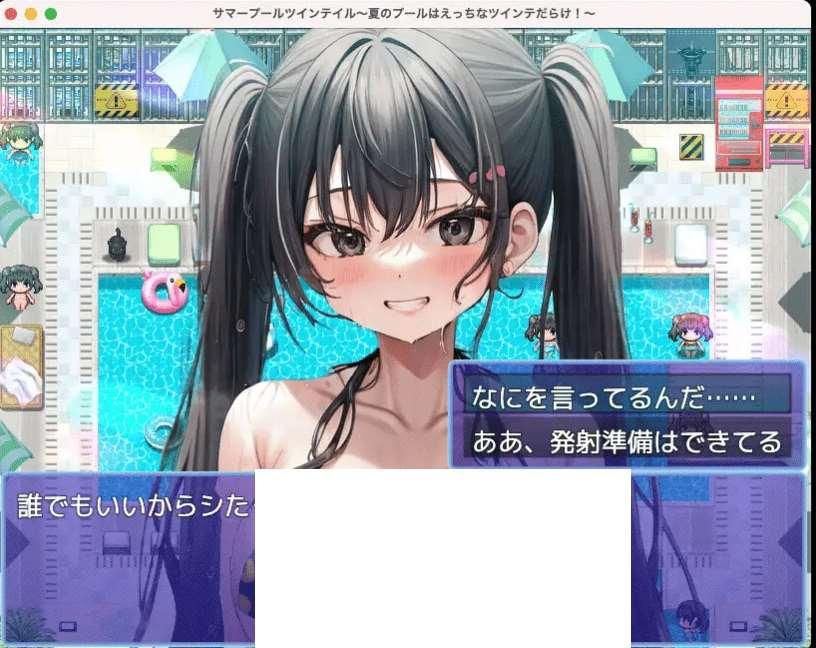 サマープールツインテイル～夏のプールはえっちなツインテだらけ！～
なにを言ってるんだ……
ああ、発射準備はできてる
誰でもいいからシた